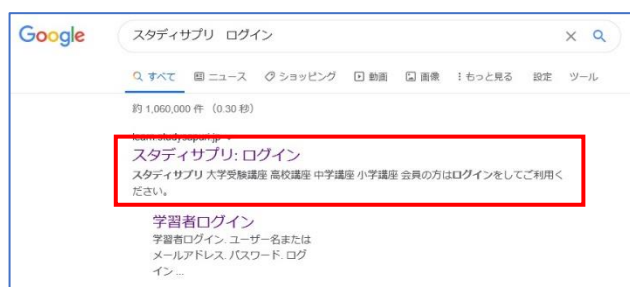 Google
スタディサプリ ログイン
すべて ニュース ショッピング 動画 画像 もっと見る 設定 ツール
約 1,060,000 件 （0.30 秒）
learn.studysapuri.jp
スタディサプリ: ログイン
スタディサプリ 大学受験講座 高校講座 中学講座 小学講座 会員の方はログインをしてご利用く
ださい。
学習者ログイン
学習者ログイン. ユーザー名または
メールアドレス. パスワード. ログ
イン ...